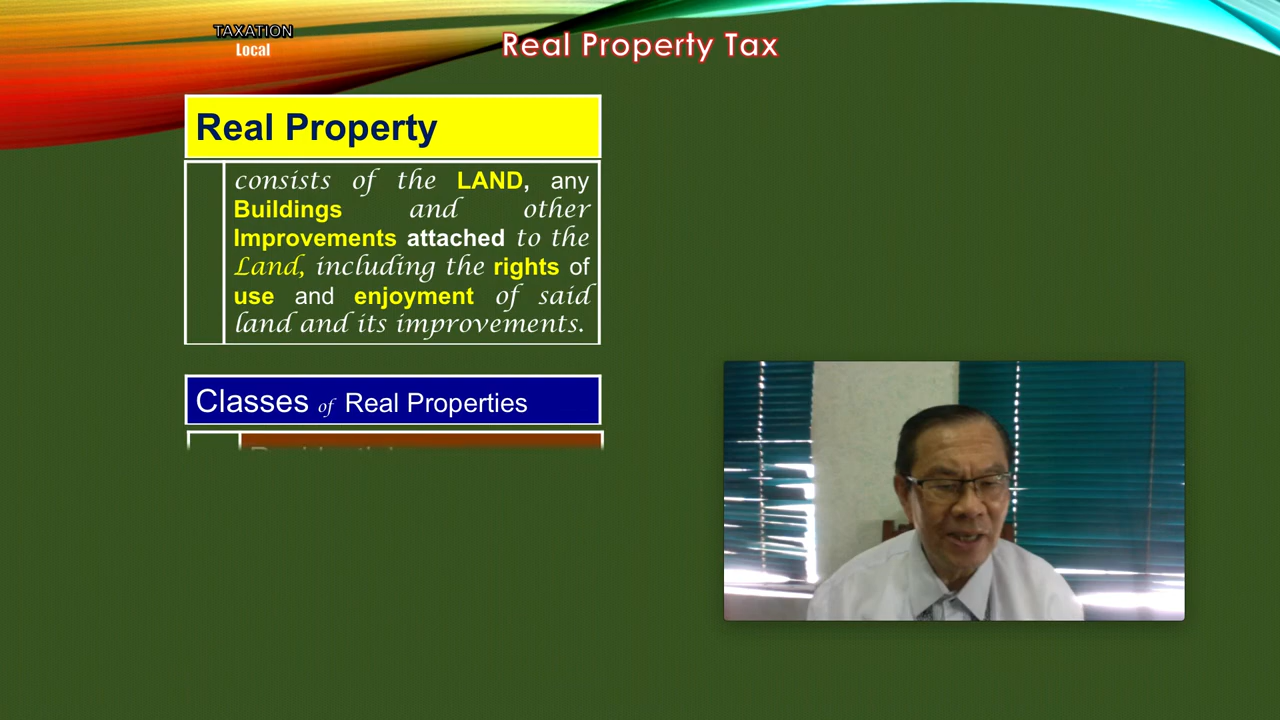 TAXATION
Local
Real Property Tax
Real Property
consists of the LAND, any
Buildings and other
Improvements attached to the
Land, including the rights of
use and enjoyment of said
land and its improvements.
Classes of Real Properties